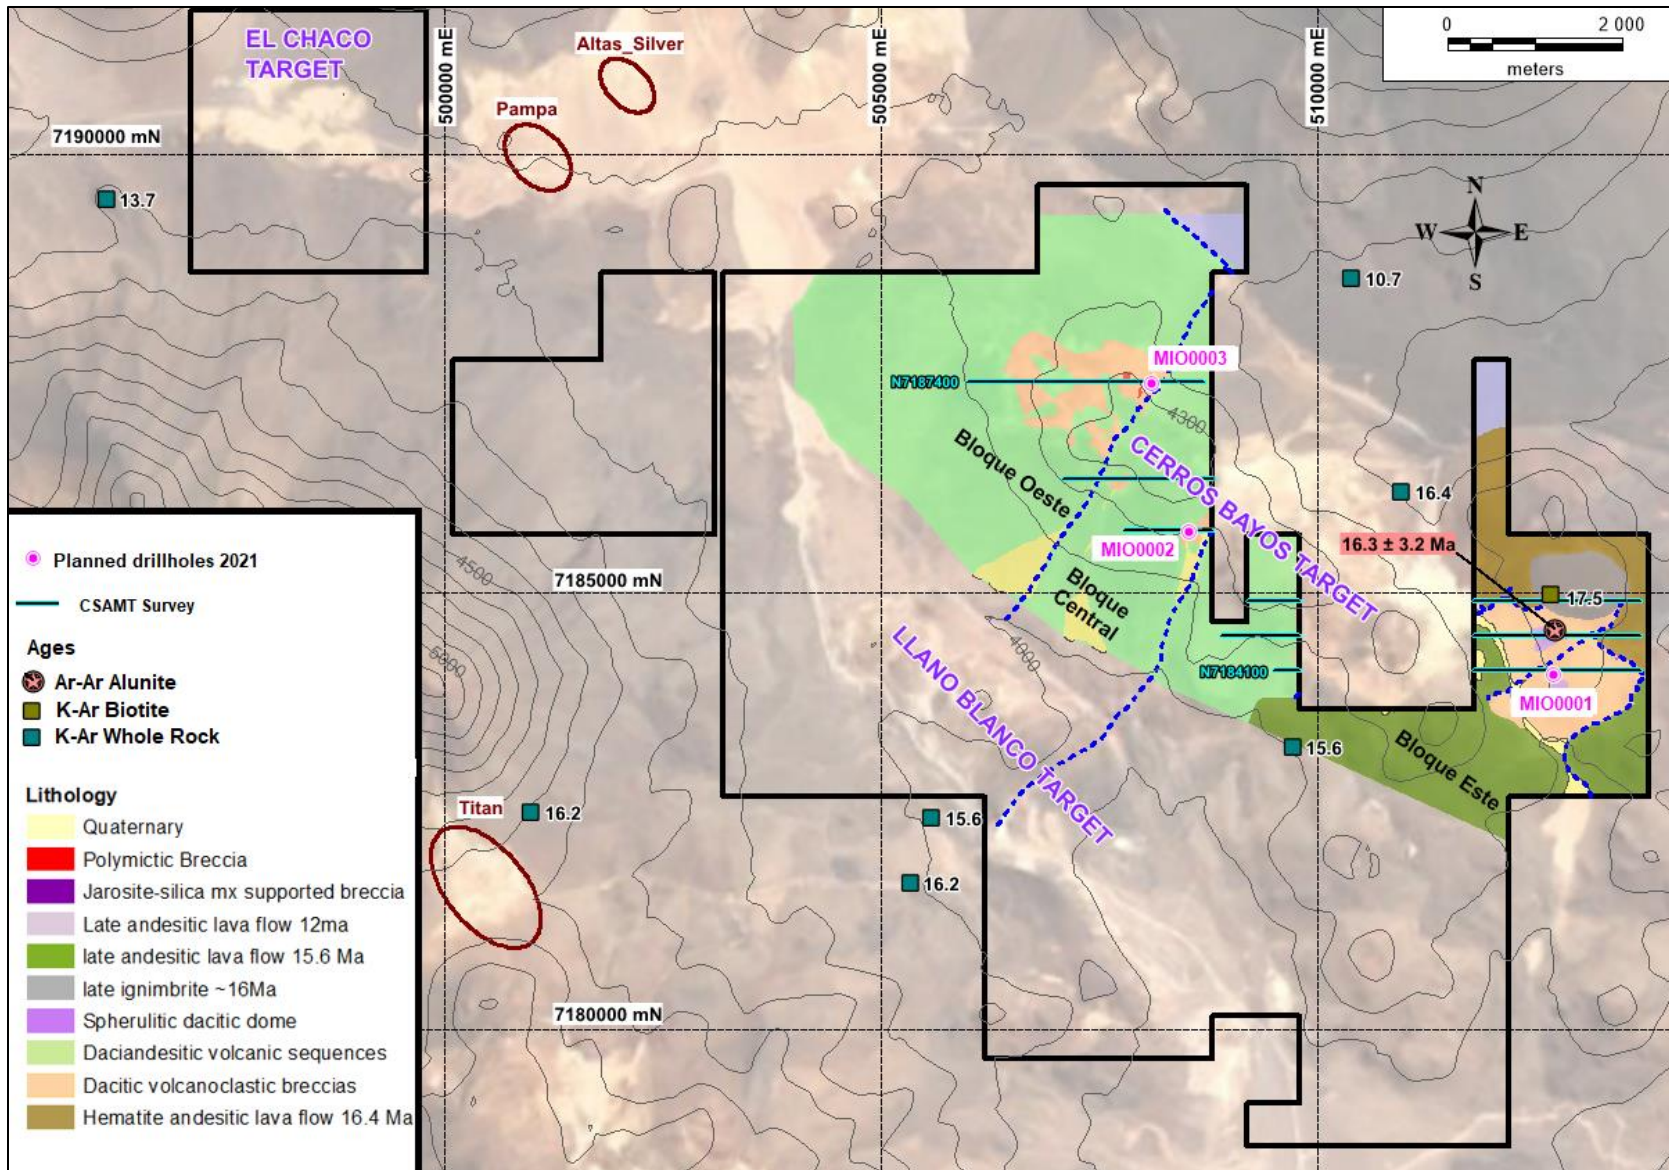 EL CHACO
TARGET
Altas_Silver
Pampa
500000 mE
505000 mE
510000 mE
0 2 000
meters
7190000 mN
13.7
N
W E
S
10.7
MIO0003
N7187400
4300
Bloque Oeste
CERROS BAYOS TARGET
16.4
16.3 ± 3.2 Ma
MIO0002
4500
7185000 mN
Bloque
Central
17.5
5000
4000
LLANO BLANCO TARGET
N7184100
MIO0001
15.6
Bloque Este
Titan
16.2
15.6
16.2
7180000 mN
Planned drillholes 2021
CSAMT Survey
Ages
Ar-Ar Alunite
K-Ar Biotite
K-Ar Whole Rock
Lithology
Quaternary
Polymictic Breccia
Jarosite-silica mx supported breccia
Late andesitic lava flow 12ma
late andesitic lava flow 15.6 Ma
late ignimbrite ~16Ma
Spherulitic dacitic dome
Daciandesitic volcanic sequences
Dacitic volcanoclastic breccias
Hematite andesitic lava flow 16.4 Ma